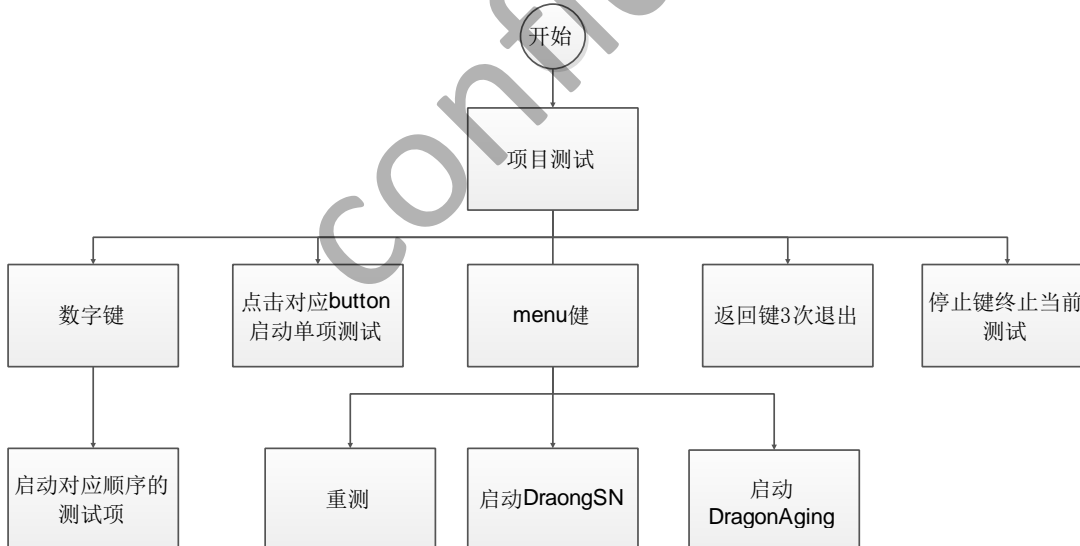 开始
项目测试
数字键
点击对应button
启动单项测试
menu健
返回键3次退出
停止键终止当前
测试
启动对应顺序的
测试项
重测
启动DraongSN
启动
DragonAging
confi